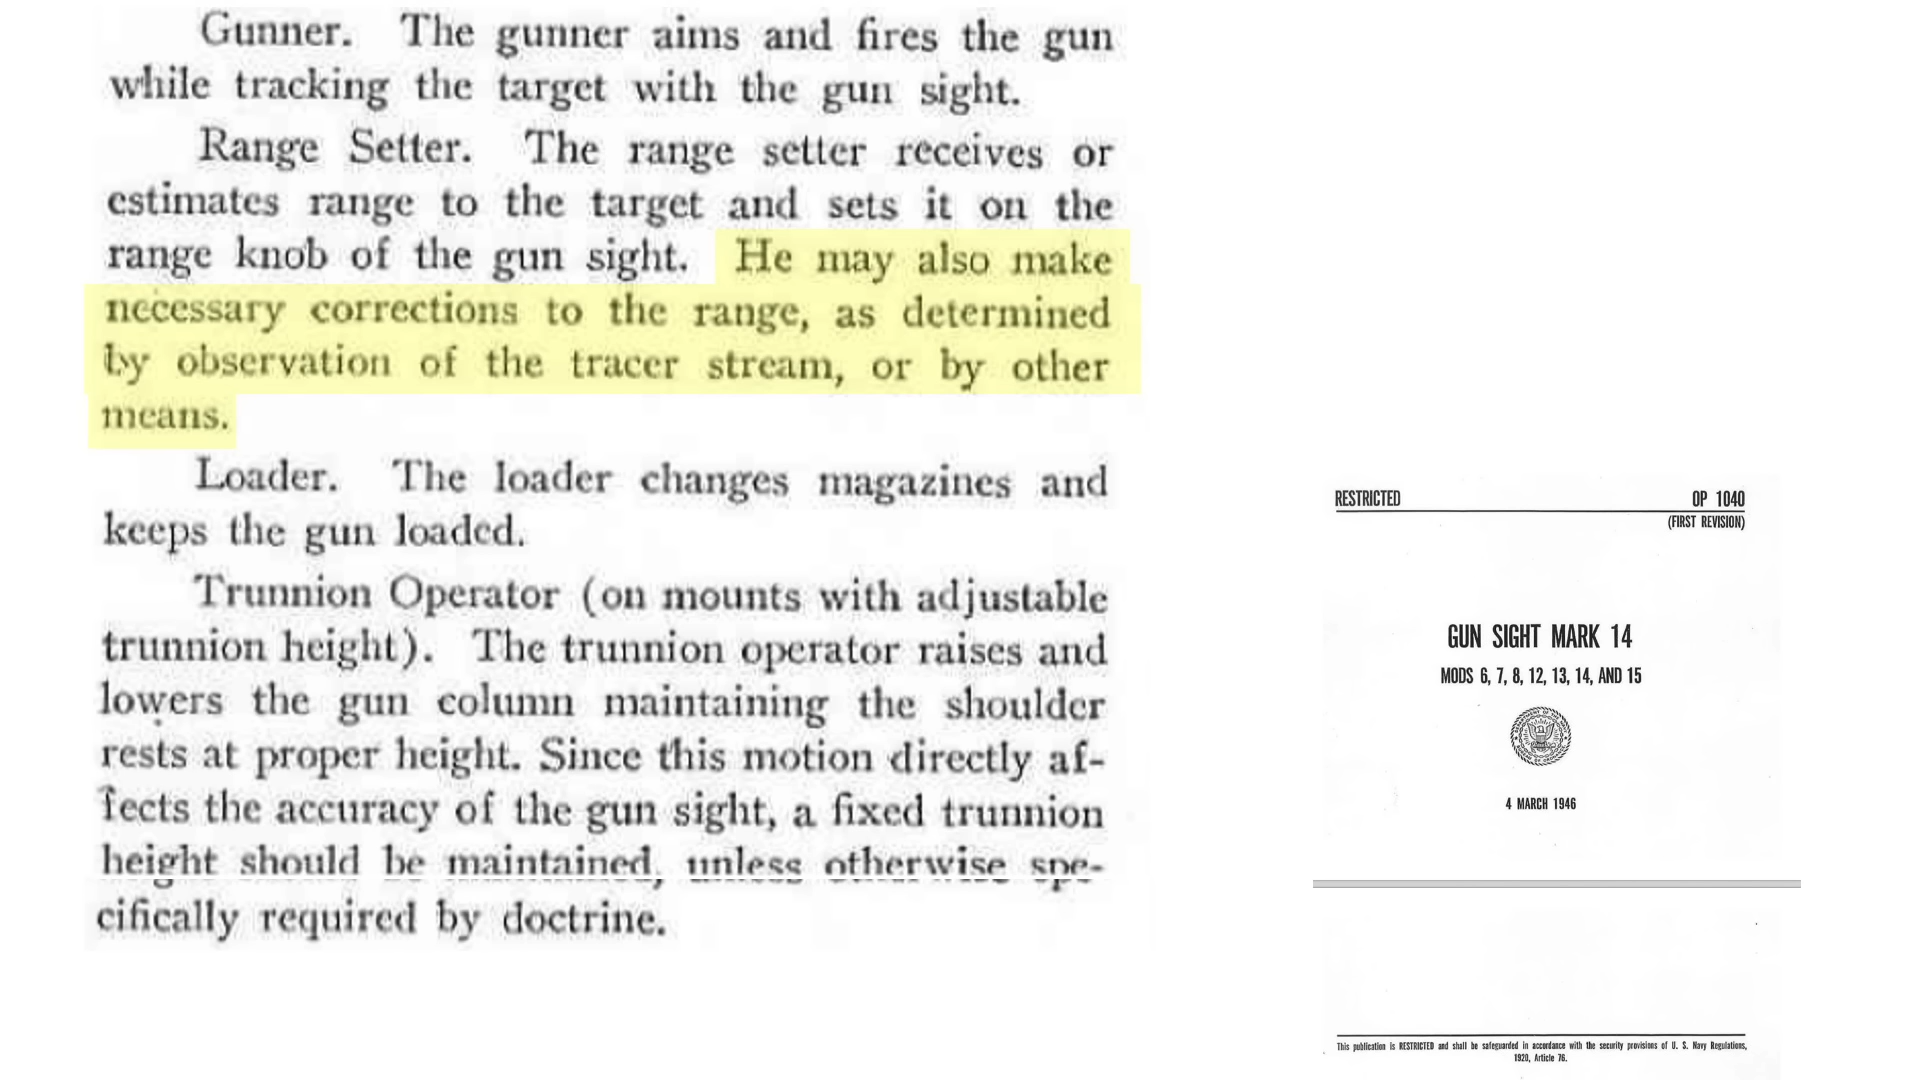 Gunner. The gunner aims and fires the gun
while tracking the target with the gun sight.
Range Setter. The range setter receives or
estimates range to the target and sets it on the
range knob of the gun sight. He may also make
necessary corrections to the range, as determined
by observation of the tracer stream, or by other
means.
Loader. The loader changes magazines and
keeps the gun loaded.
Trunnion Operator (on mounts with adjustable
trunnion height). The trunnion operator raises and
lowers the gun column maintaining the shoulder
rests at proper height. Since this motion directly af-
fects the accuracy of the gun sight, a fixed trunnion
height should be maintained, unless otherwise spe-
cifically required by doctrine.
RESTRICTED OP 1040
(FIRST REVISION)
GUN SIGHT MARK 14
MODS 6, 7, 8, 12, 13, 14, AND 15
4 MARCH 1946
This publication is RESTRICTED and shall be safeguarded in accordance with the security provisions of U. S. Navy Regulations,
1920, Article 76.